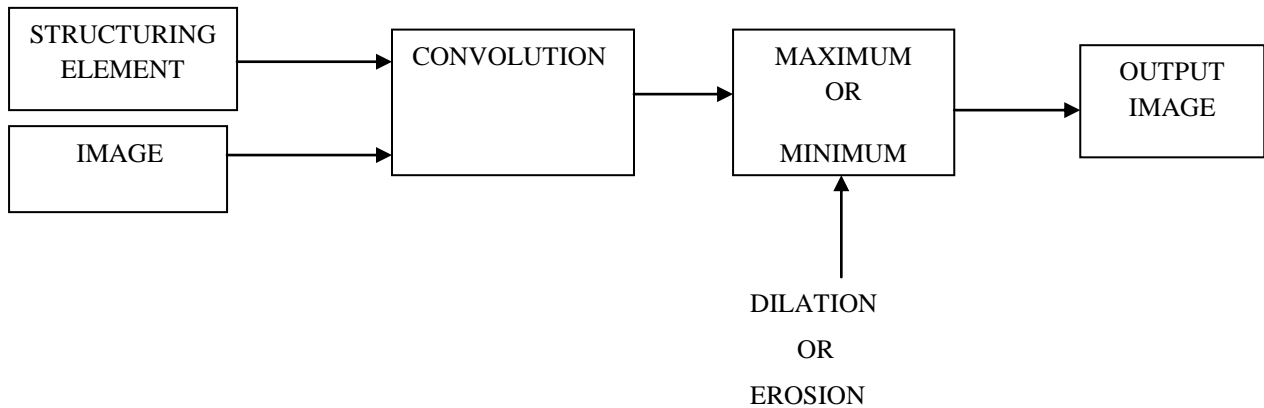 STRUCTURING
ELEMENT
IMAGE
CONVOLUTION
MAXIMUM
OR
MINIMUM
OUTPUT
IMAGE
DILATION
OR
EROSION